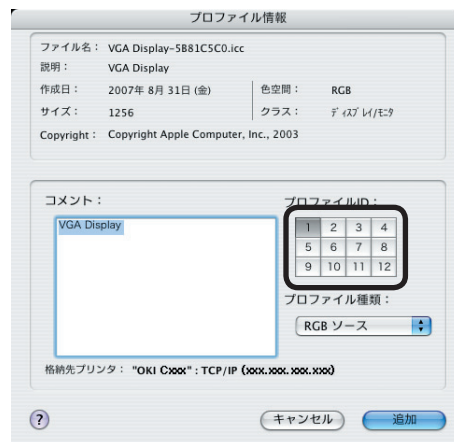 プロファイル情報
ファイル名： VGA Display-5B81C5C0.icc
説明： VGA Display
作成日： 2007年 8月 31日 (金) 色空間： RGB
サイズ： 1256 クラス： ﾃﾞｨｽﾌﾟﾚｲ/ﾓﾆﾀ
Copyright： Copyright Apple Computer, Inc., 2003
コメント： プロファイルID：
VGA Display
1 2 3 4
5 6 7 8
9 10 11 12
プロファイル種類：
RGB ソース
格納先プリンタ： "OKI Cxxx" : TCP/IP (xxx.xxx.xxx.xxx)
? キャンセル 追加